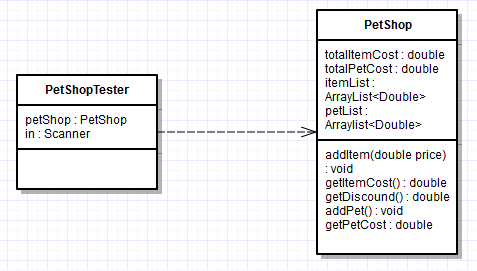 PetShopTester
petShop : PetShop
in : Scanner
PetShop
totalItemCost : double
totalPetCost : double
itemList :
ArrayList<Double>
petList :
Arraylist<Double>
addItem(double price)
: void
getItemCost() : double
getDiscound() : double
addPet() : void
getPetCost : double